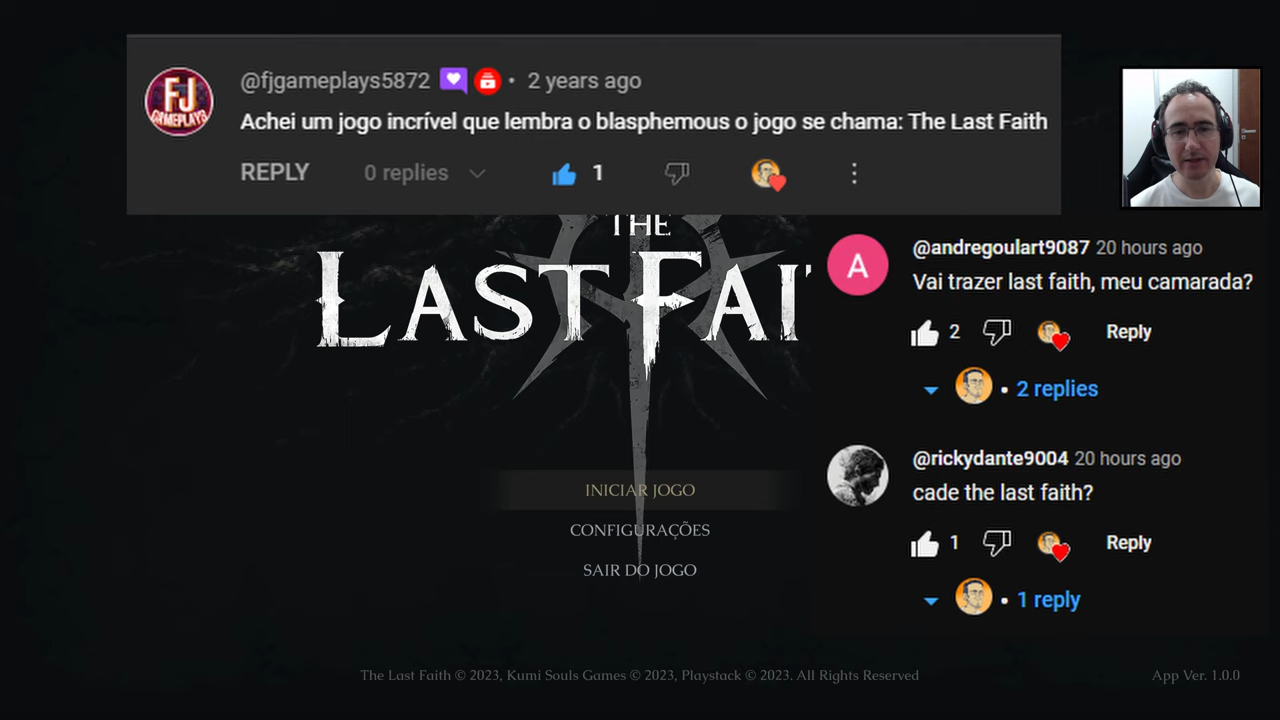 @fjgameplays5872 • 2 years ago
Achei um jogo incrível que lembra o blasphemous o jogo se chama: The Last Faith
REPLY 0 replies 1
FJ
GAMEPLAYS
THE
LAST FAI
INICIAR JOGO
CONFIGURAÇÕES
SAIR DO JOGO
A
@andregoulart9087 20 hours ago
Vai trazer last faith, meu camarada?
2 Reply
• 2 replies
@rickydante9004 20 hours ago
cade the last faith?
1 Reply
• 1 reply
The Last Faith © 2023, Kumi Souls Games © 2023, Playstack © 2023. All Rights Reserved
App Ver. 1.0.0